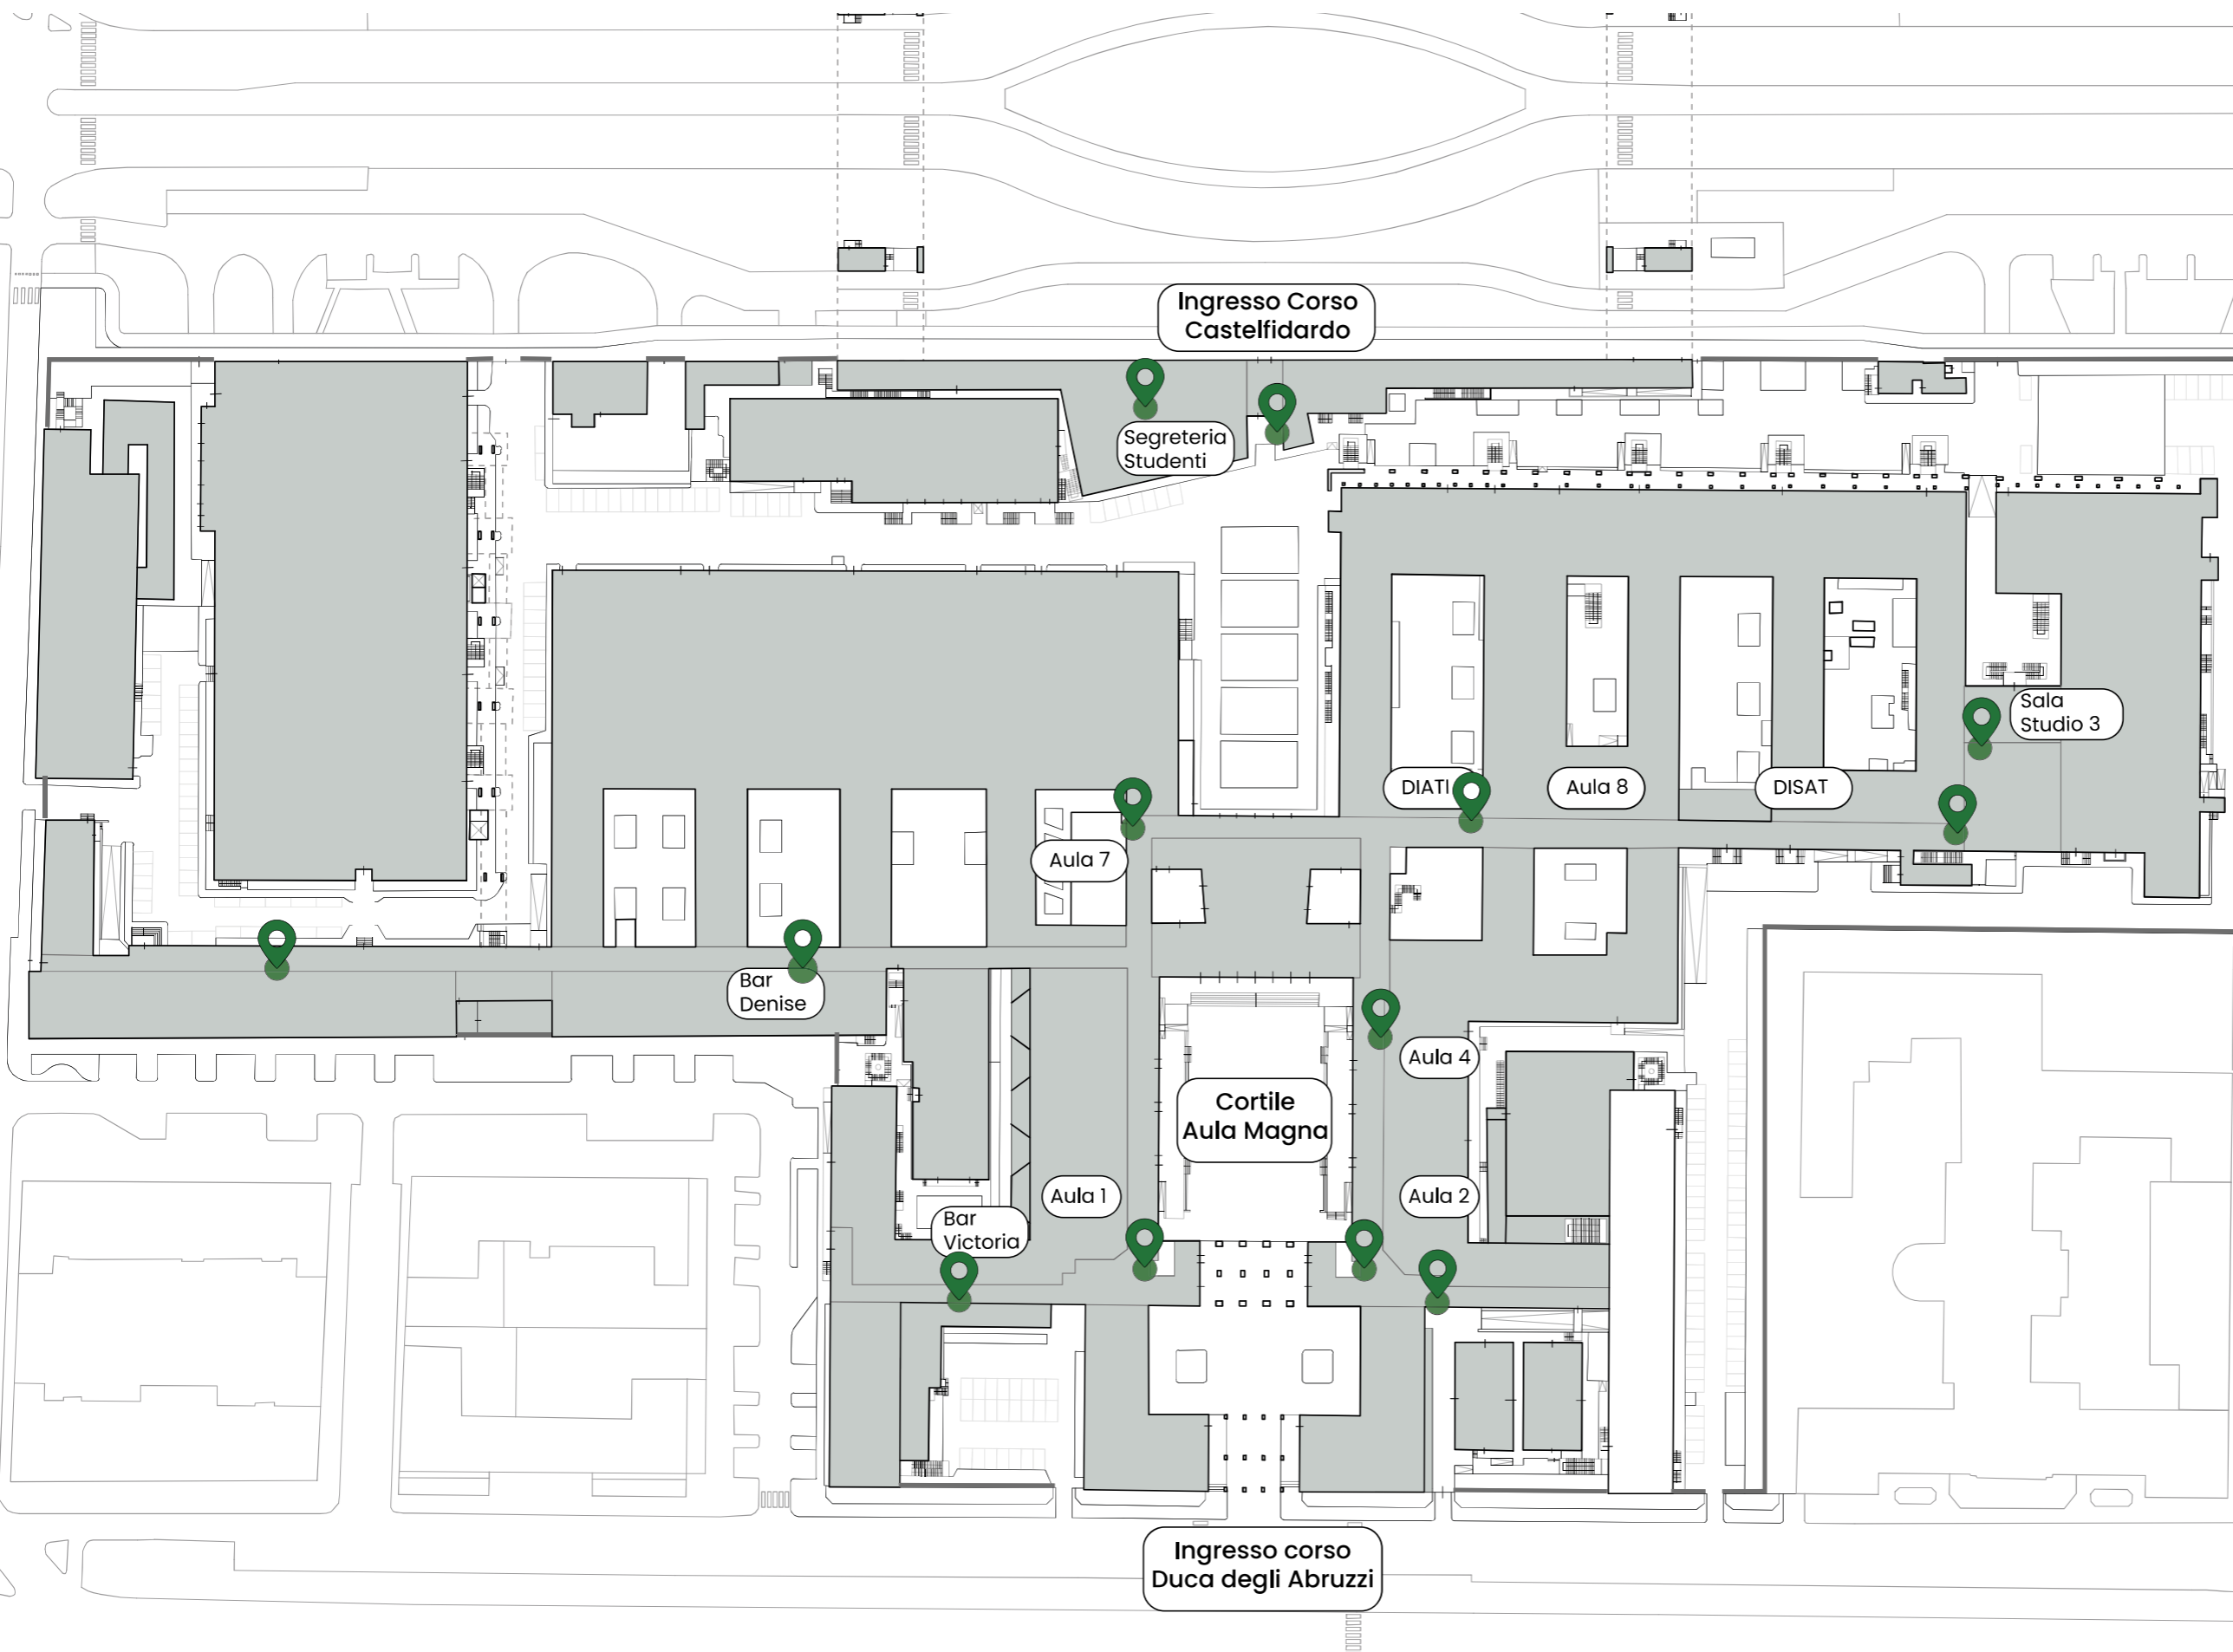 Ingresso Corso
Castelfidardo
Segreteria
Studenti
Sala
Studio 3
DIATI
Aula 8
DISAT
Aula 7
Bar
Denise
Aula 4
Cortile
Aula Magna
Aula 1
Aula 2
Bar
Victoria
Ingresso corso
Duca degli Abruzzi